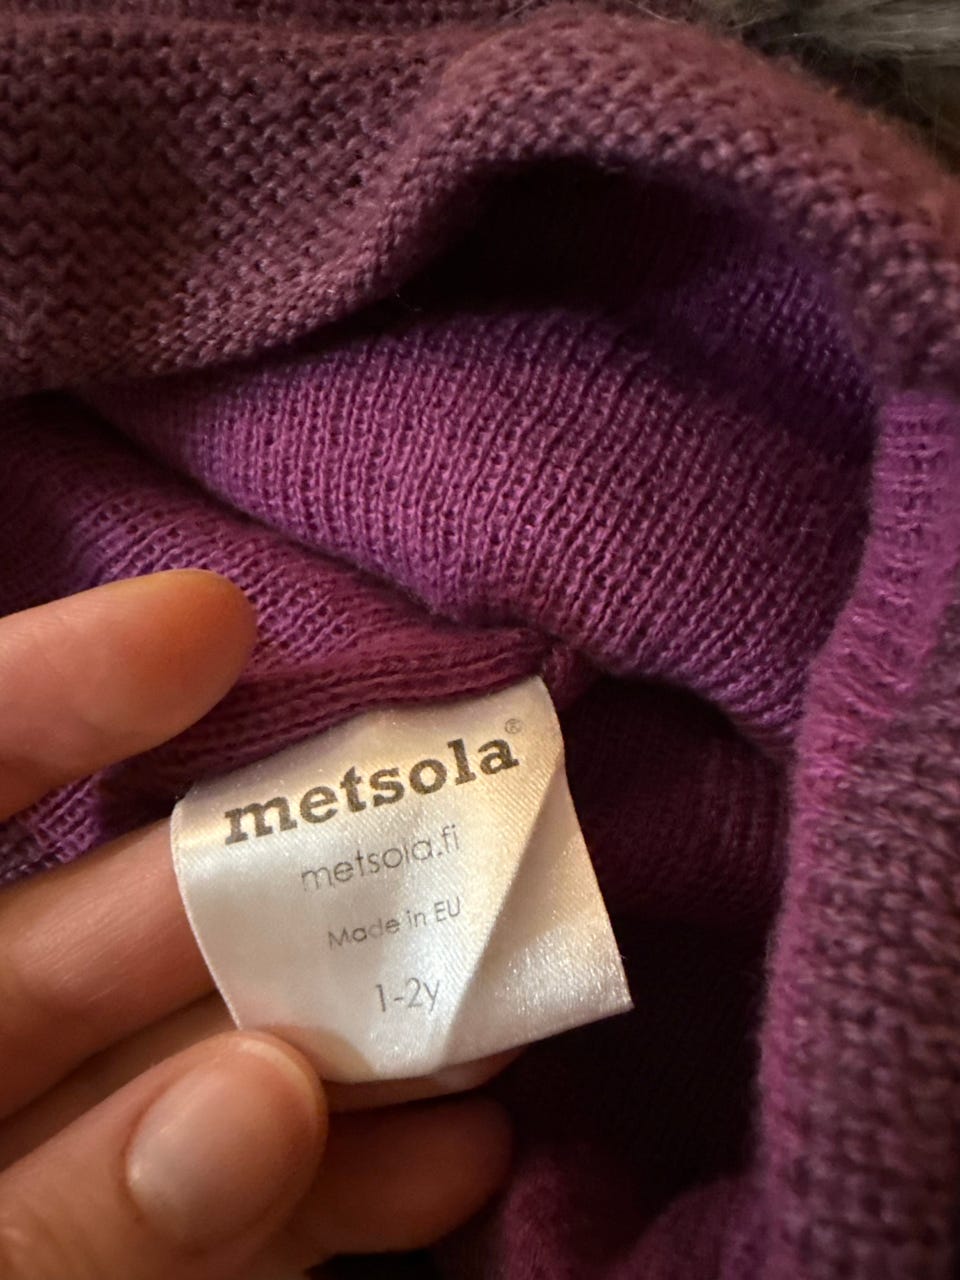 metsola®
metsola.fi
Made in EU
1-2y